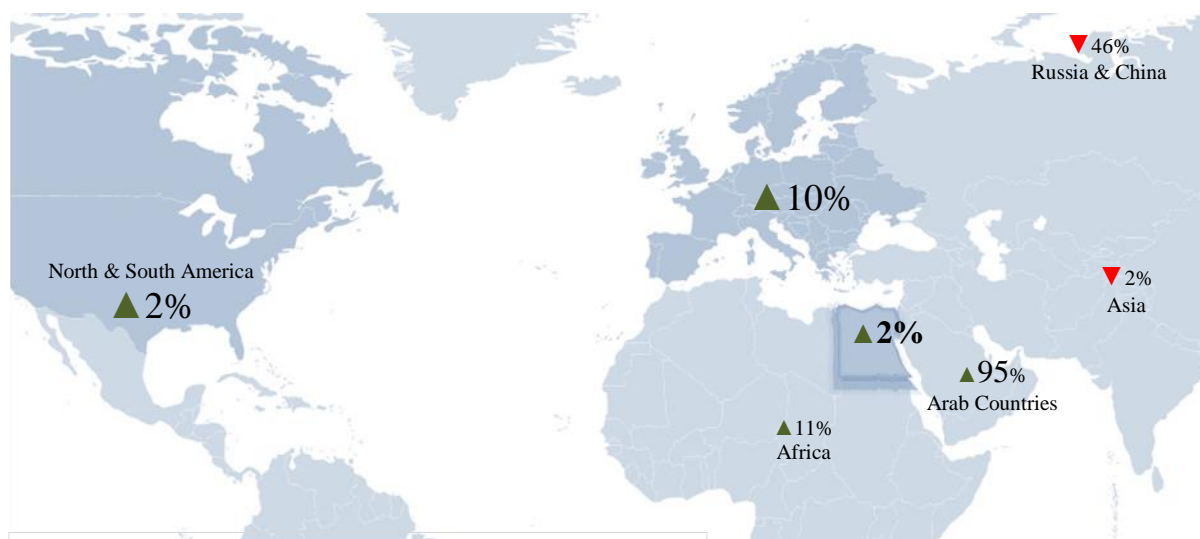 ▼ 46%
Russia & China
▲ 10%
North & South America
▲ 2%
▼ 2%
Asia
▲ 2%
▲ 95%
Arab Countries
▲ 11%
Africa